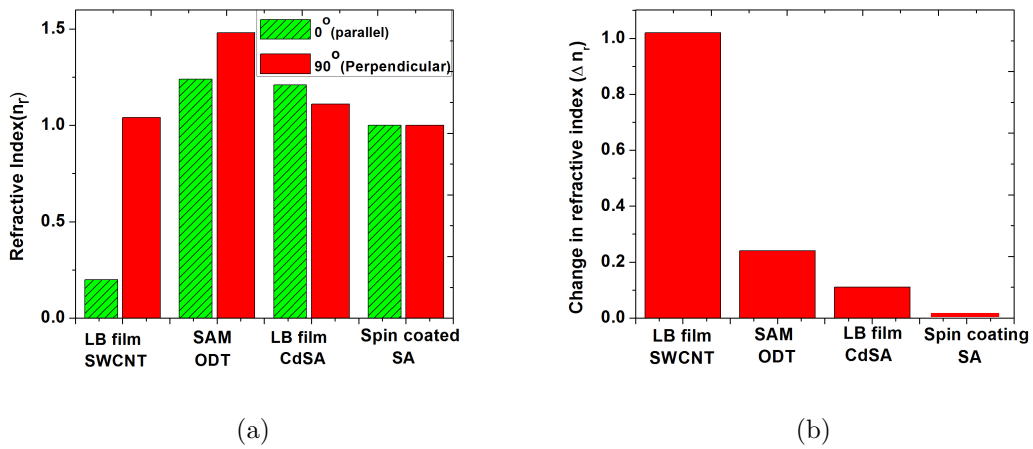 1.5
1.0
0.5
0.0
Refractive Index(nᵣ)
0°(parallel)
90°(Perpendicular)
LB film
SWCNT
SAM
ODT
LB film
CdSA
Spin coated
SA
(a)
1.0
0.8
0.6
0.4
0.2
0.0
Change in refractive index (Δ nᵣ)
LB film
SWCNT
SAM
ODT
LB film
CdSA
Spin coating
SA
(b)